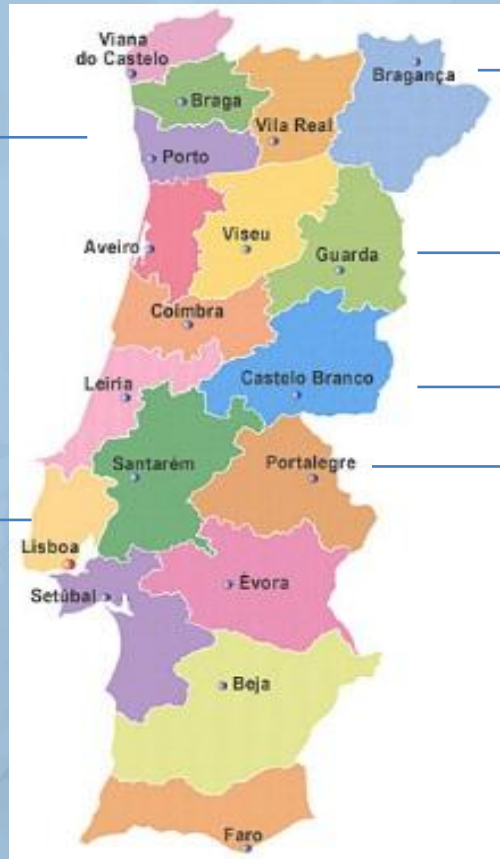 Viana
do Castelo
Bragança
Braga
Vila Real
Porto
Aveiro
Viseu
Guarda
Coimbra
Leiria
Castelo Branco
Santarém
Portalegre
Lisboa
Setúbal
Évora
Beja
Faro